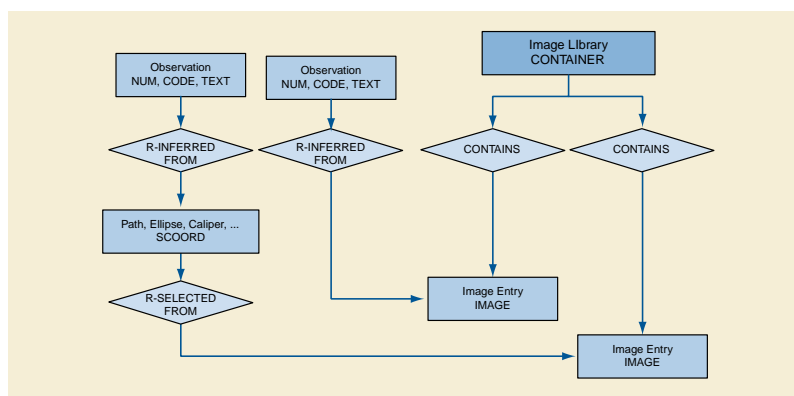 Observation
NUM, CODE, TEXT
Observation
NUM, CODE, TEXT
Image LIbrary
CONTAINER
R-INFERRED
FROM
R-INFERRED
FROM
CONTAINS
CONTAINS
Path, Ellipse, Caliper, ...
SCOORD
R-SELECTED
FROM
Image Entry
IMAGE
Image Entry
IMAGE